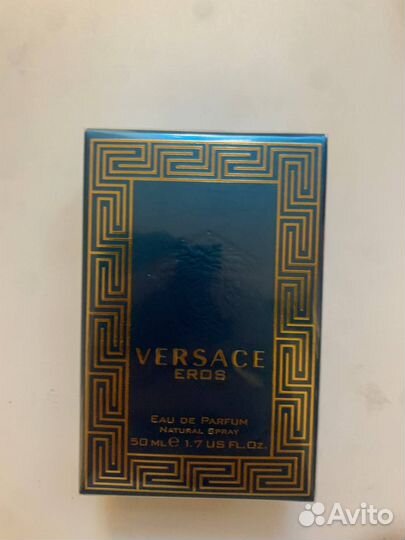 VERSACE
EROS
EAU DE PARFUM
NATURAL SPRAY
50 ML ℮ 1.7 US FL.OZ.
Avito